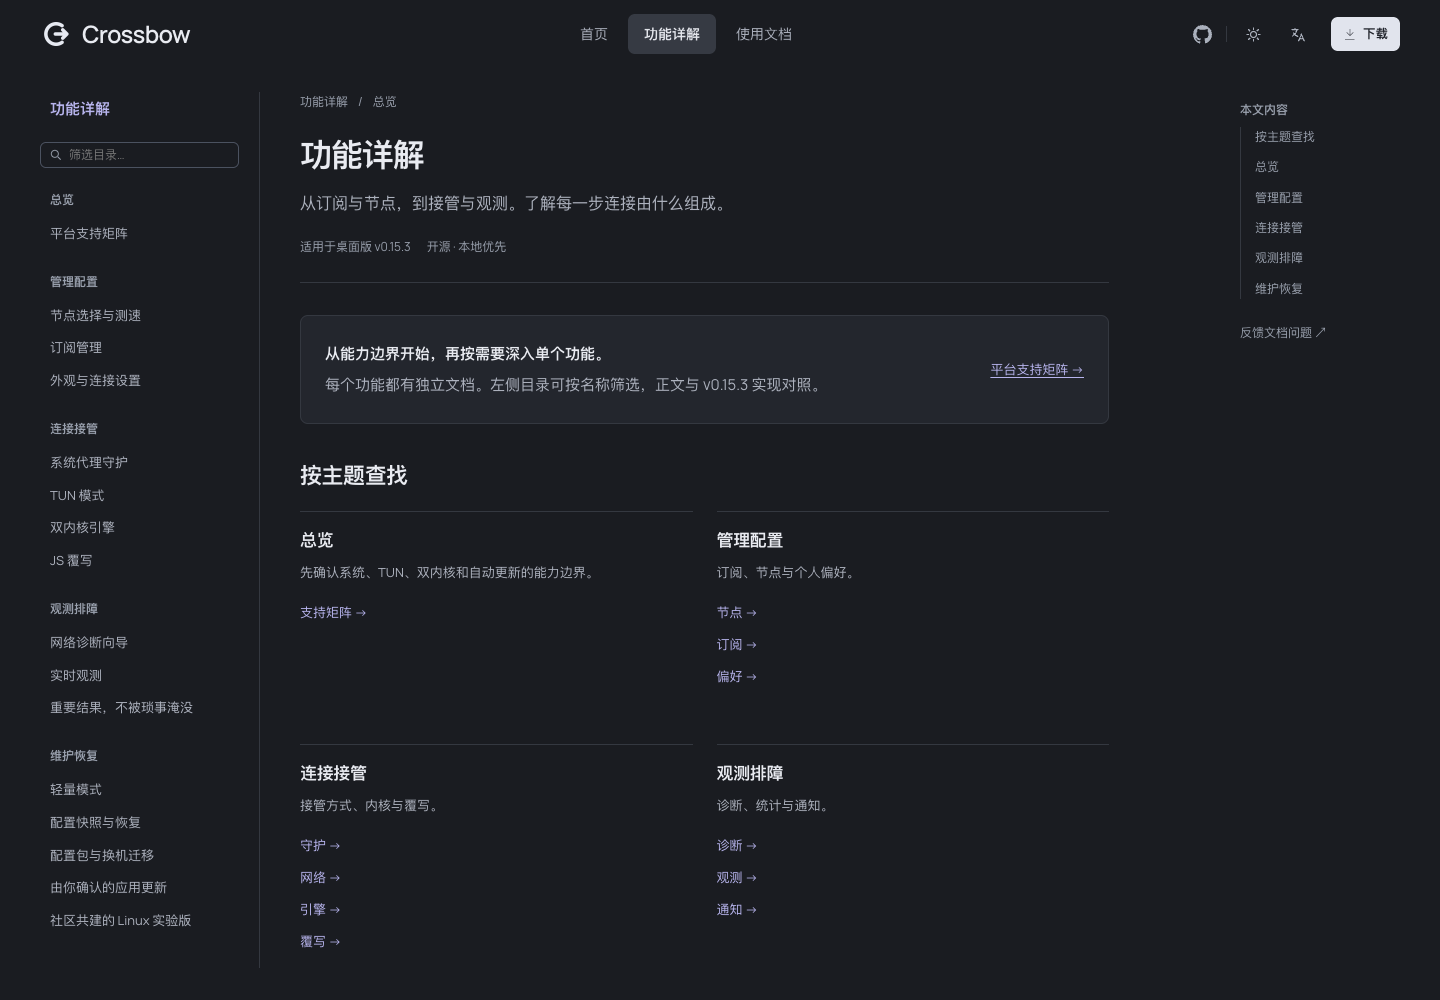 Crossbow
首页
功能详解
使用文档
下载
功能详解
筛选目录...
总览
平台支持矩阵
管理配置
节点选择与测速
订阅管理
外观与连接设置
连接接管
系统代理守护
TUN 模式
双内核引擎
JS 覆写
观测排障
网络诊断向导
实时观测
重要结果，不被琐事淹没
维护恢复
轻量模式
配置快照与恢复
配置包与换机迁移
由你确认的应用更新
社区共建的 Linux 实验版
功能详解 / 总览
功能详解
从订阅与节点，到接管与观测。了解每一步连接由什么组成。
适用于桌面版 v0.15.3 开源 · 本地优先
从能力边界开始，再按需要深入单个功能。
每个功能都有独立文档。左侧目录可按名称筛选，正文与 v0.15.3 实现对照。
平台支持矩阵 →
按主题查找
总览
先确认系统、TUN、双内核和自动更新的能力边界。
支持矩阵 →
管理配置
订阅、节点与个人偏好。
节点 →
订阅 →
偏好 →
连接接管
接管方式、内核与覆写。
守护 →
网络 →
引擎 →
覆写 →
观测排障
诊断、统计与通知。
诊断 →
观测 →
通知 →
本文内容
按主题查找
总览
管理配置
连接接管
观测排障
维护恢复
反馈文档问题 ↗